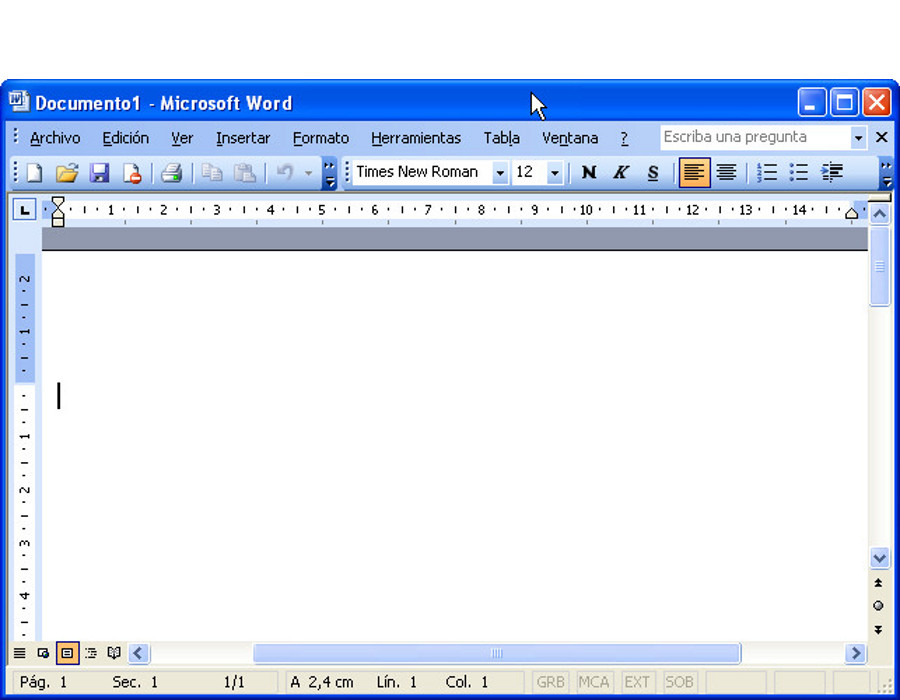 Documento1 - Microsoft Word
Archivo Edición Ver Insertar Formato Herramientas Tabla Ventana ? Escriba una pregunta
Times New Roman 12 N K S
1 2 3 4 5 6 7 8 9 10 11 12 13 14
2
1
1
2
3
4
Pág. 1 Sec. 1 1/1 A 2,4 cm Lín. 1 Col. 1 GRB MCA EXT SOB